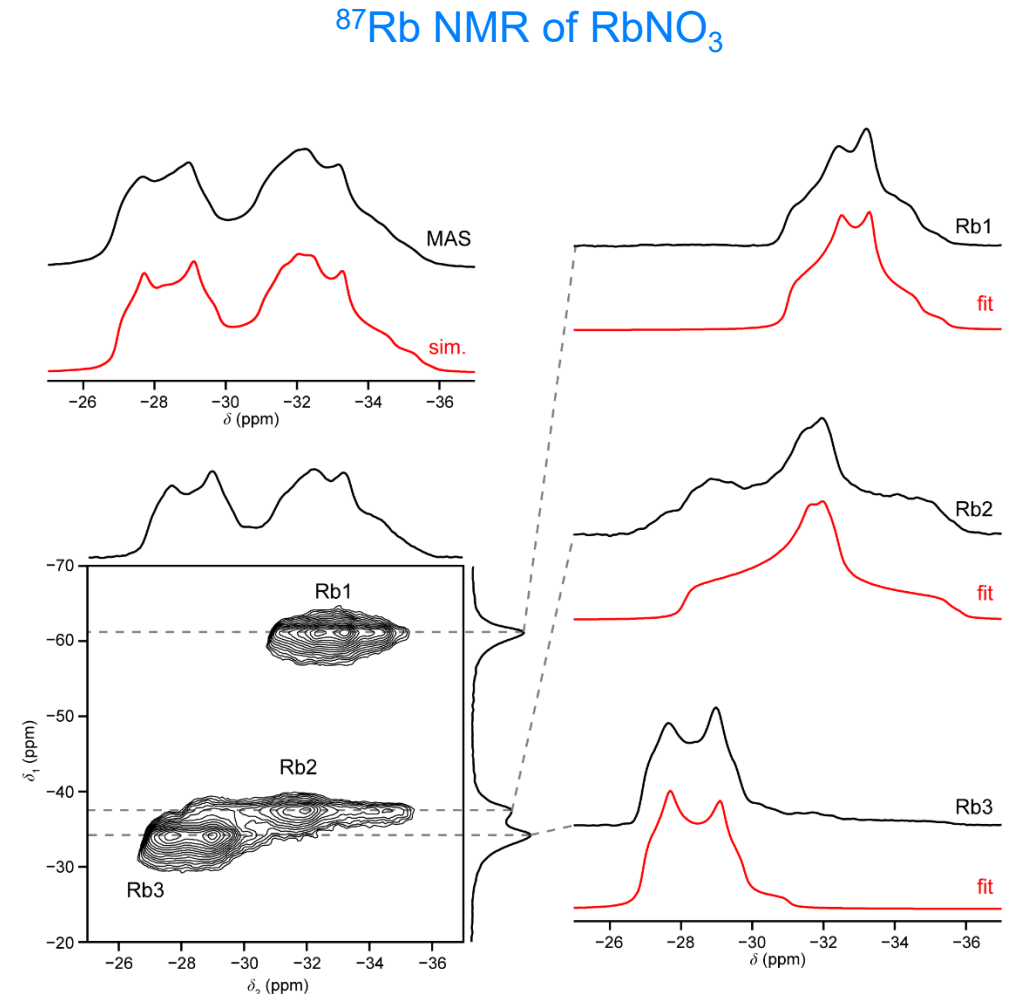 ⁸⁷Rb NMR of RbNO₃
MAS
sim.
−26 −28 −30 −32 −34 −36
δ (ppm)
Rb1
fit
Rb2
fit
Rb3
fit
−26 −28 −30 −32 −34 −36
δ (ppm)
−70
−60
−50
−40
−30
−20
δ₁ (ppm)
Rb1
Rb2
Rb3
−26 −28 −30 −32 −34 −36
δ₂ (ppm)